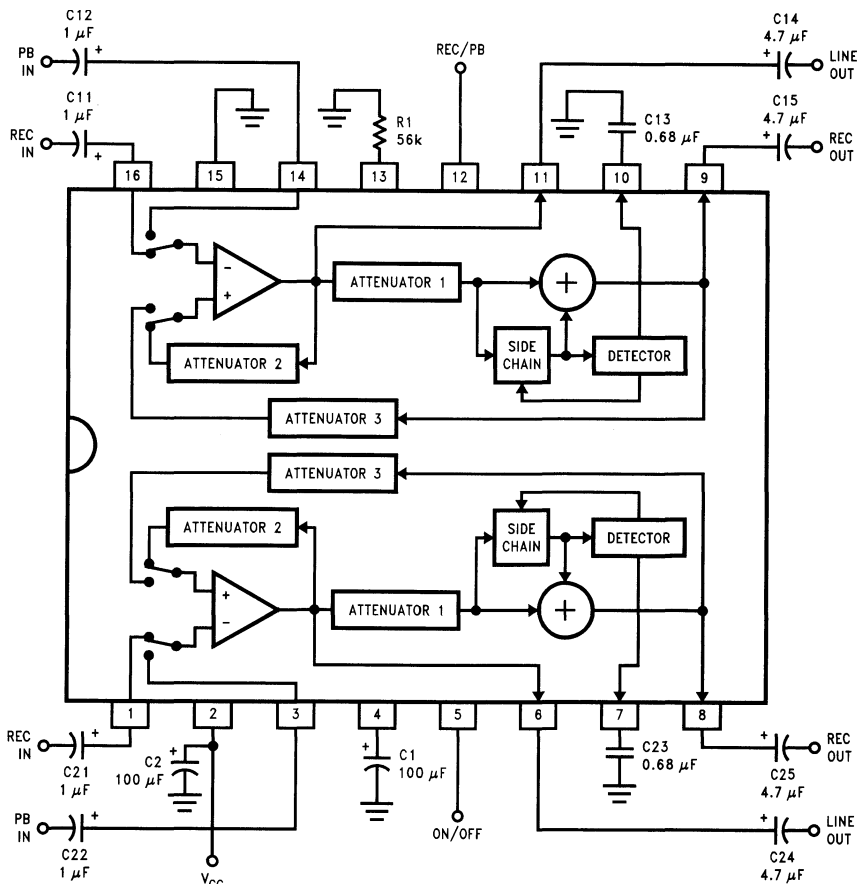 C12
1 μF
PB
IN
+
C11
1 μF
REC
IN
+
REC/PB
R1
56k
C13
0.68 μF
C14
4.7 μF
+
LINE
OUT
C15
4.7 μF
+
REC
OUT
16
15
14
13
12
11
10
9
−
+
ATTENUATOR 1
+
ATTENUATOR 2
SIDE
CHAIN
DETECTOR
ATTENUATOR 3
ATTENUATOR 3
ATTENUATOR 2
SIDE
CHAIN
DETECTOR
+
−
ATTENUATOR 1
+
1
2
3
4
5
6
7
8
REC
IN
+
C21
1 μF
C2
100 μF
+
+
C1
100 μF
C23
0.68 μF
+
REC
OUT
C25
4.7 μF
PB
IN
+
C22
1 μF
VCC
ON/OFF
+
LINE
OUT
C24
4.7 μF